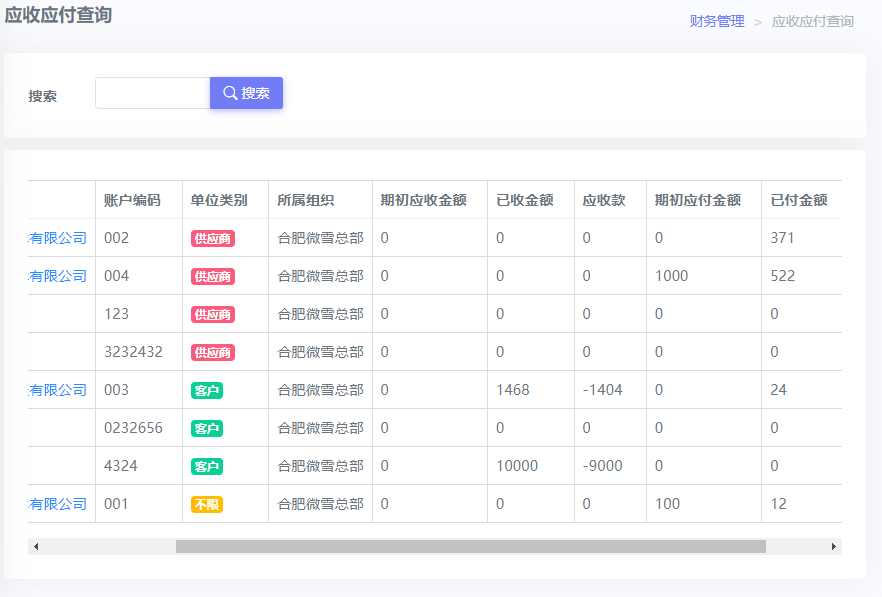 应收应付查询
财务管理 > 应收应付查询
搜索 搜索
账户编码 单位类别 所属组织 期初应收金额 已收金额 应收款 期初应付金额 已付金额
有限公司 002 供应商 合肥微雪总部 0 0 0 0 371
有限公司 004 供应商 合肥微雪总部 0 0 0 1000 522
123 供应商 合肥微雪总部 0 0 0 0 0
3232432 供应商 合肥微雪总部 0 0 0 0 0
有限公司 003 客户 合肥微雪总部 0 1468 -1404 0 24
0232656 客户 合肥微雪总部 0 0 0 0 0
4324 客户 合肥微雪总部 0 10000 -9000 0 0
有限公司 001 不限 合肥微雪总部 0 0 0 100 12